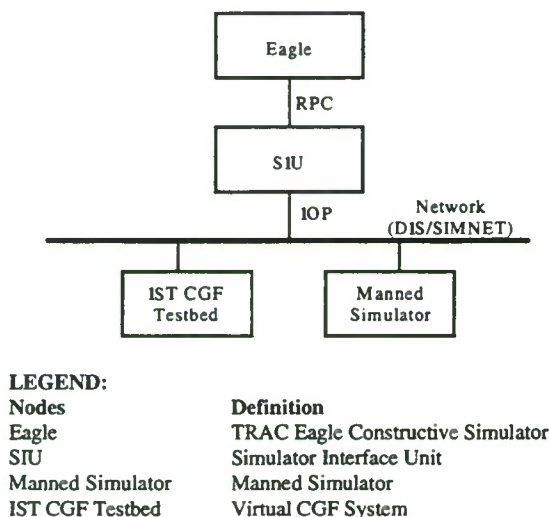 Eagle
RPC
SIU
IOP
Network
(DIS/SIMNET)
IST CGF
Testbed
Manned
Simulator
LEGEND:
Nodes Definition
Eagle TRAC Eagle Constructive Simulator
SIU Simulator Interface Unit
Manned Simulator Manned Simulator
IST CGF Testbed Virtual CGF System